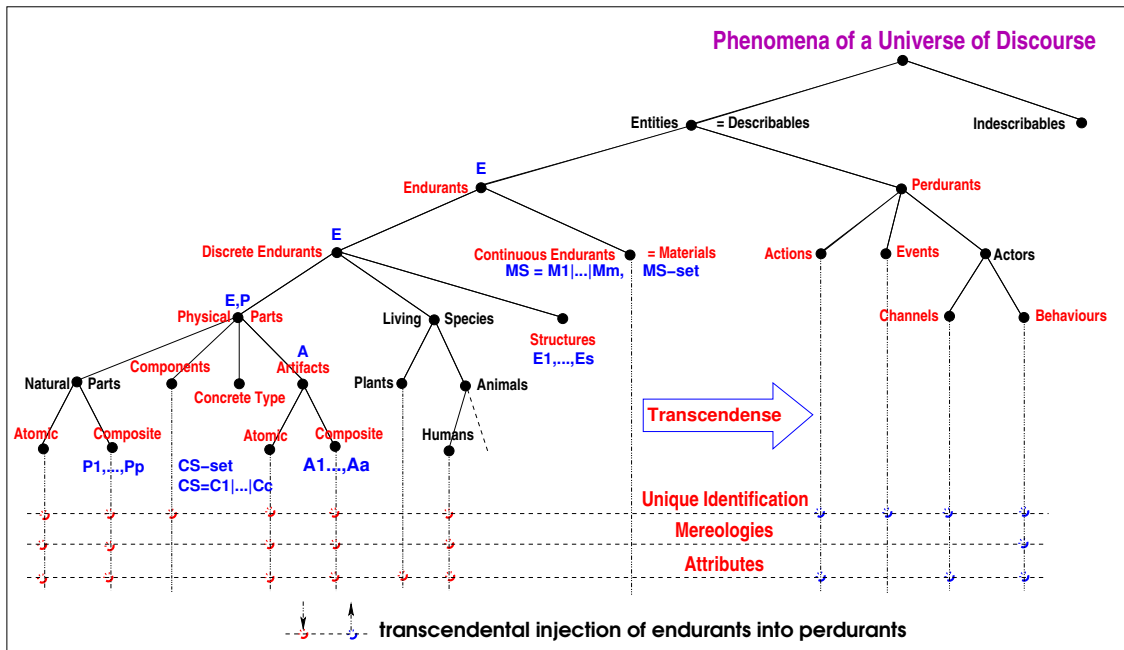 Phenomena of a Universe of Discourse
Entities = Describables
Indescribables
E
Endurants
Perdurants
E
Discrete Endurants
Continuous Endurants = Materials
MS = M1|...|Mm, MS-set
Actions
Events
Actors
E,P
Physical Parts
Living Species
Structures
E1,...,Es
Channels
Behaviours
A
Natural Parts
Components
Concrete Type
Artifacts
Plants
Animals
Transcendense
Atomic
Composite
Atomic
Composite
Humans
P1,...,Pp
CS-set
CS=C1|...|Cc
A1...,Aa
Unique Identification
Mereologies
Attributes
transcendental injection of endurants into perdurants